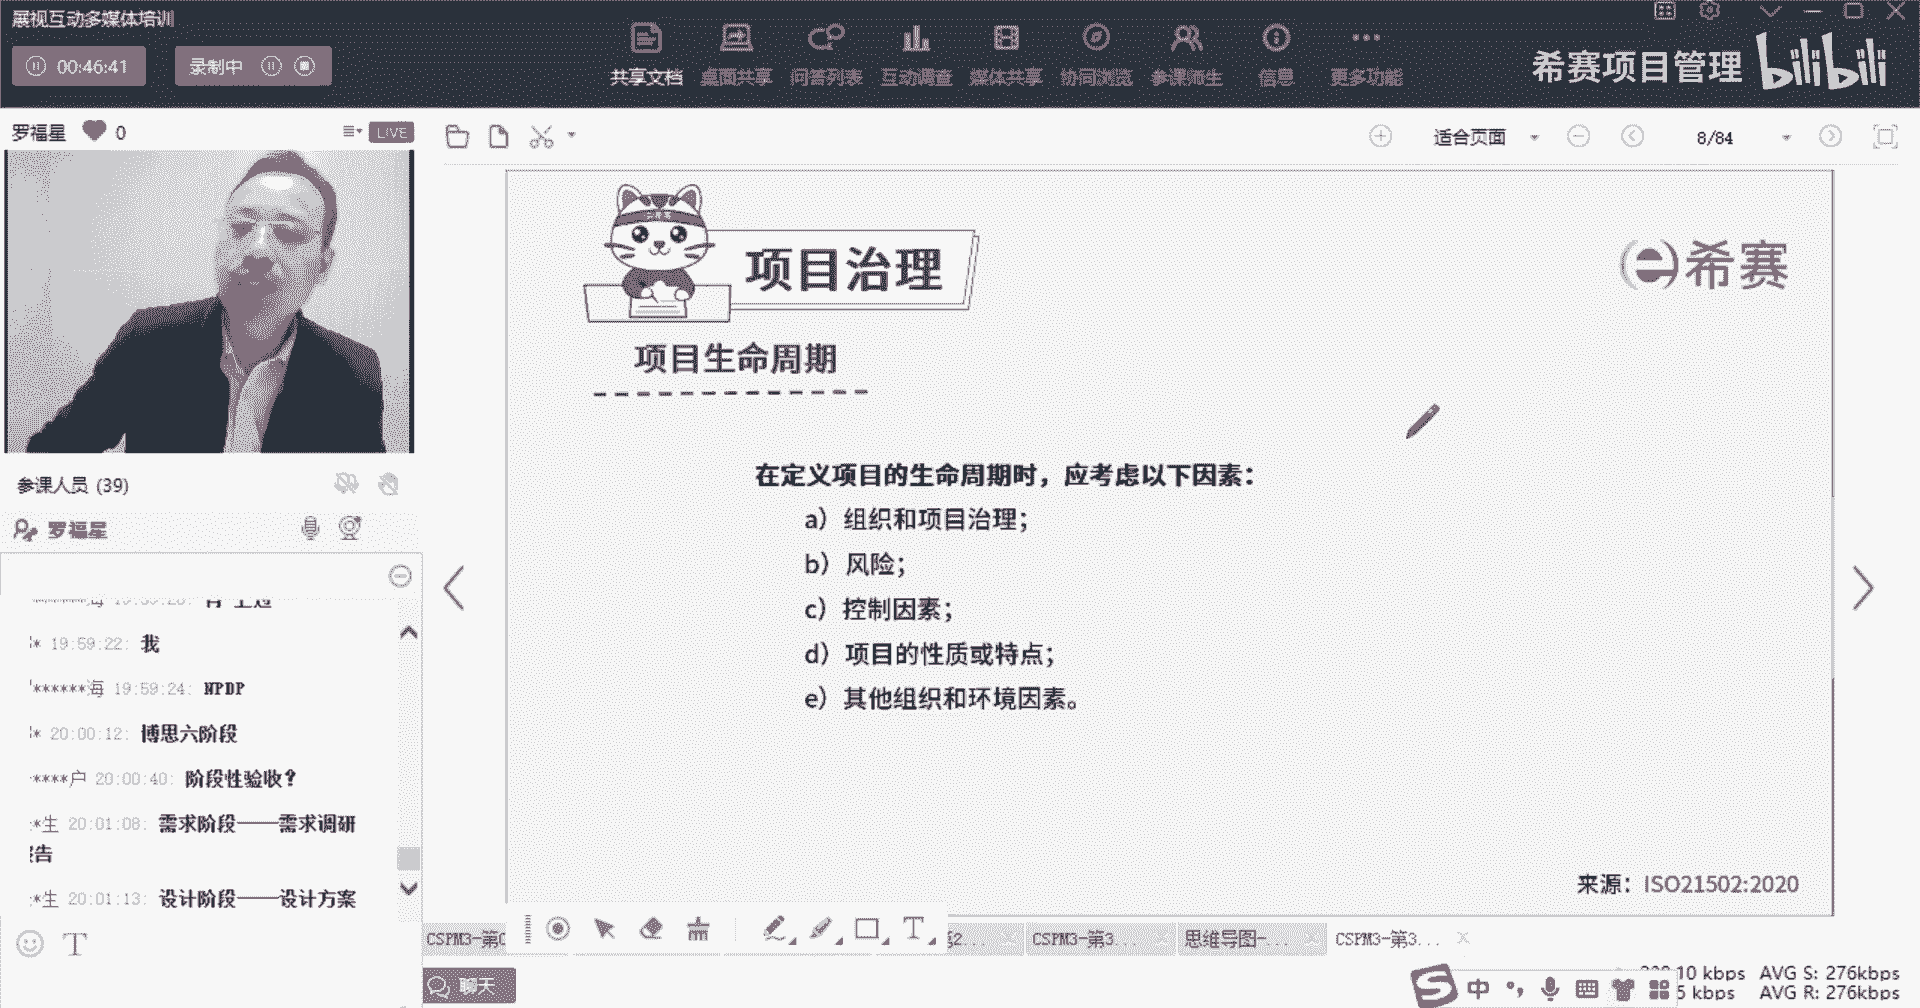 展视互动多媒体培训
00:46:41
录制中
共享文档 桌面共享 问答列表 互动调查 媒体共享 协同浏览 参课师生 信息 更多功能
希赛项目管理 bilibili
罗福星 0 LIVE
适合页面 8/84
项目治理
希赛
项目生命周期
在定义项目的生命周期时，应考虑以下因素：
a）组织和项目治理；
b）风险；
c）控制因素；
d）项目的性质或特点；
e）其他组织和环境因素。
来源：ISO21502:2020
参课人员 (39)
罗福星
* 19:59:22: 我
******海 19:59:24: NPDP
* 20:00:12: 博思六阶段
****户 20:00:40: 阶段性验收？
*生 20:01:08: 需求阶段——需求调研
告
*生 20:01:13: 设计阶段——设计方案
CSPM3-第 2... CSPM3-第3... 思维导图-... CSPM3-第3...
聊天
中
10 kbps AVG S: 276kbps
5 kbps AVG R: 276kbps